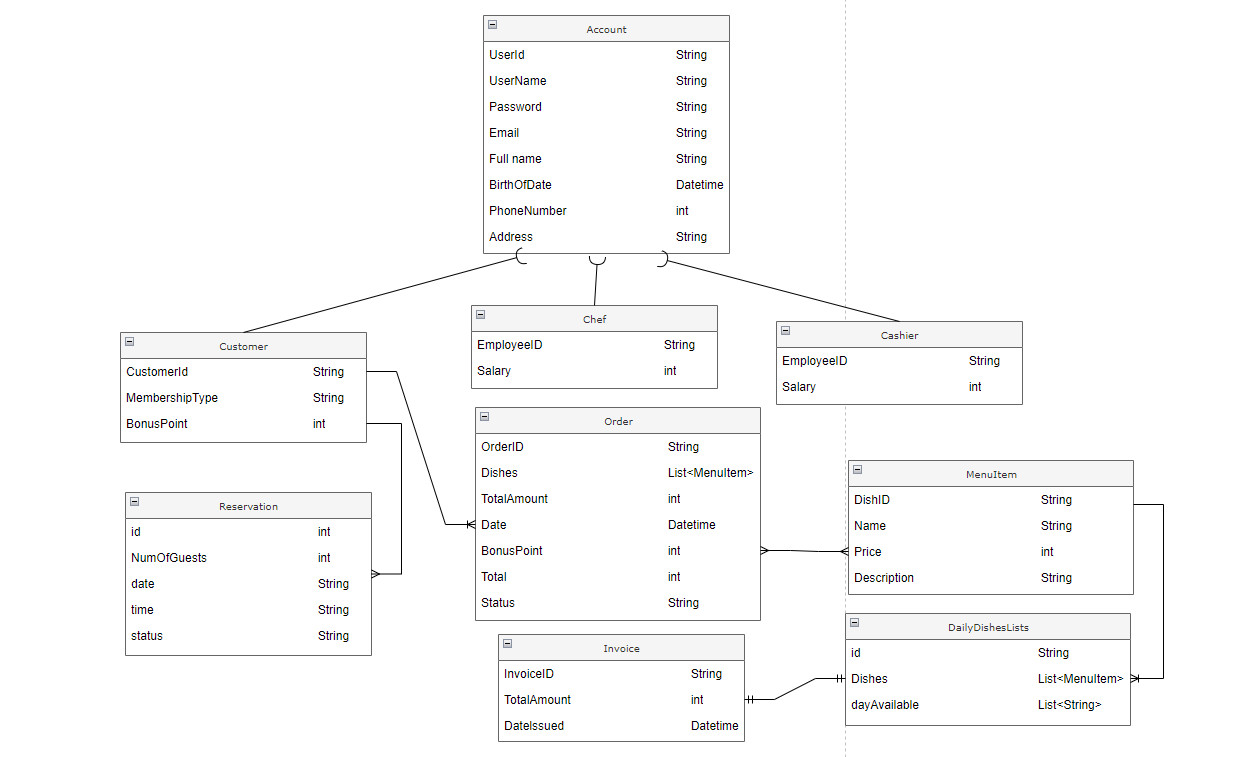 Account
UserId String
UserName String
Password String
Email String
Full name String
BirthOfDate Datetime
PhoneNumber int
Address String
Customer
CustomerId String
MembershipType String
BonusPoint int
Chef
EmployeeID String
Salary int
Cashier
EmployeeID String
Salary int
Order
OrderID String
Dishes List<MenuItem>
TotalAmount int
Date Datetime
BonusPoint int
Total int
Status String
MenuItem
DishID String
Name String
Price int
Description String
Reservation
id int
NumOfGuests int
date String
time String
status String
Invoice
InvoiceID String
TotalAmount int
DateIssued Datetime
DailyDishesLists
id String
Dishes List<MenuItem>
dayAvailable List<String>